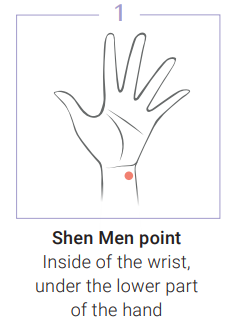 1
Shen Men point
Inside of the wrist,
under the lower part
of the hand